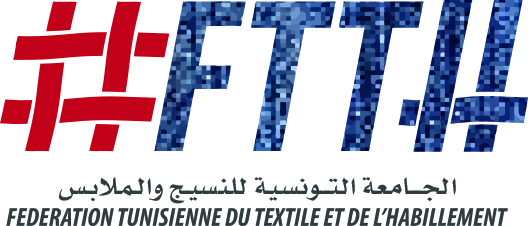 #FTTH
الجامعة التونسية للنسيج والملابس
FEDERATION TUNISIENNE DU TEXTILE ET DE L'HABILLEMENT